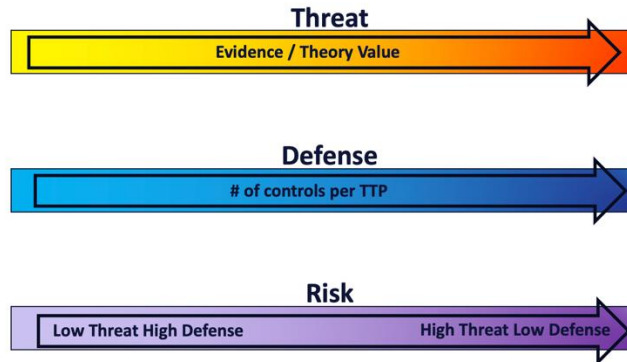 Threat
Evidence / Theory Value
Defense
# of controls per TTP
Risk
Low Threat High Defense
High Threat Low Defense